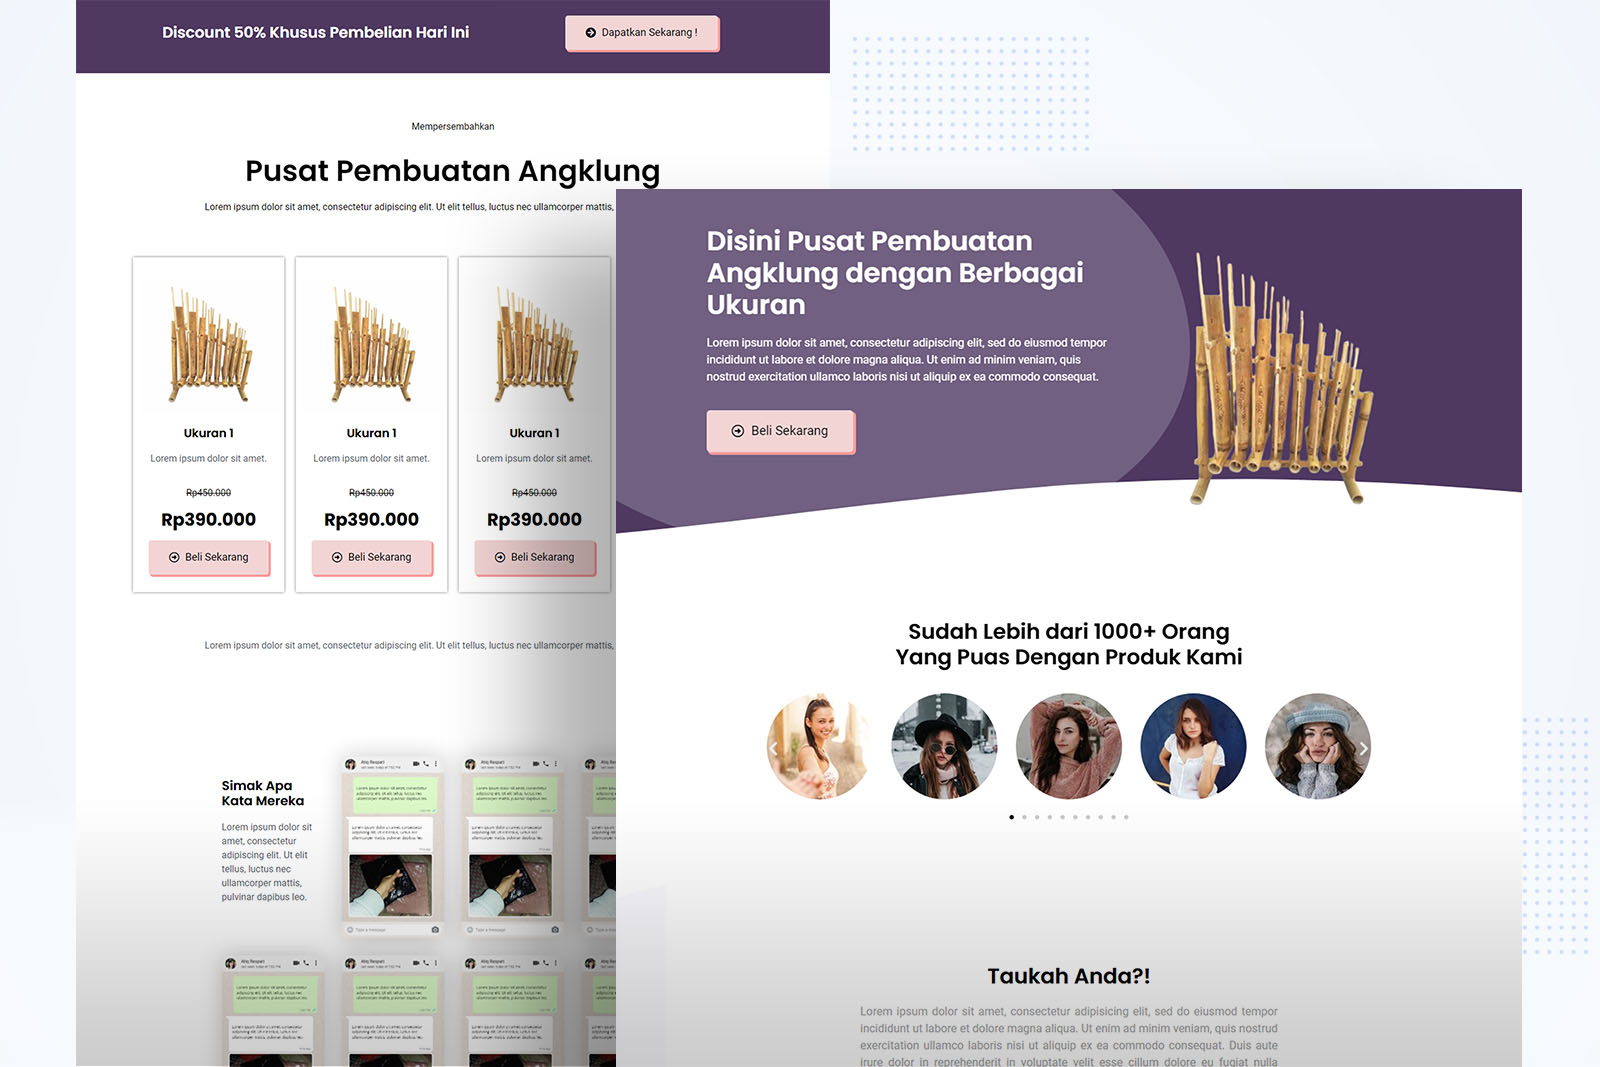 Discount 50% Khusus Pembelian Hari Ini
Dapatkan Sekarang !
Mempersembahkan
Pusat Pembuatan Angklung
Lorem ipsum dolor sit amet, consectetur adipiscing elit. Ut elit tellus, luctus nec ullamcorper mattis,
Ukuran 1
Lorem ipsum dolor sit amet.
Rp450.000
Rp390.000
Beli Sekarang
Ukuran 1
Lorem ipsum dolor sit amet.
Rp450.000
Rp390.000
Beli Sekarang
Ukuran 1
Lorem ipsum dolor sit amet.
Rp450.000
Rp390.000
Beli Sekarang
Lorem ipsum dolor sit amet, consectetur adipiscing elit. Ut elit tellus, luctus nec ullamcorper mattis,
Simak Apa
Kata Mereka
Lorem ipsum dolor sit
amet, consectetur
adipiscing elit. Ut elit
tellus, luctus nec
ullamcorper mattis,
pulvinar dapibus leo.
Type a message
Type a message
Disini Pusat Pembuatan
Angklung dengan Berbagai
Ukuran
Lorem ipsum dolor sit amet, consectetur adipiscing elit, sed do eiusmod tempor
incididunt ut labore et dolore magna aliqua. Ut enim ad minim veniam, quis
nostrud exercitation ullamco laboris nisi ut aliquip ex ea commodo consequat.
Beli Sekarang
Sudah Lebih dari 1000+ Orang
Yang Puas Dengan Produk Kami
Taukah Anda?!
Lorem ipsum dolor sit amet, consectetur adipiscing elit, sed do eiusmod tempor
incididunt ut labore et dolore magna aliqua. Ut enim ad minim veniam, quis nostrud
exercitation ullamco laboris nisi ut aliquip ex ea commodo consequat. Duis aute
irure dolor in reprehenderit in voluptate velit esse cillum dolore eu fugiat nulla